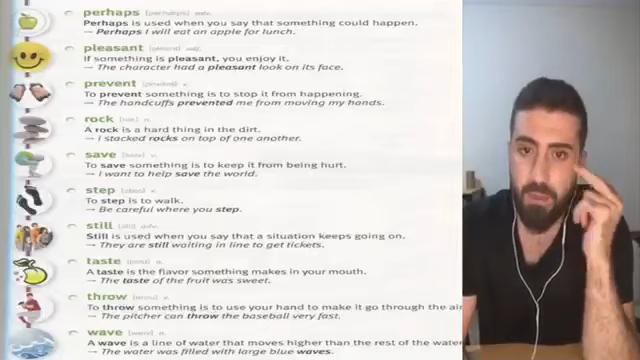 perhaps
Perhaps is used when you say that something could happen.
→ Perhaps I will eat an apple for lunch.
pleasant
If something is pleasant, you enjoy it.
→ The character had a pleasant look on its face.
prevent
To prevent something is to stop it from happening.
→ The handcuffs prevented me from moving my hands.
rock
A rock is a hard thing in the dirt.
→ I stacked rocks on top of one another.
save
To save something is to keep it from being hurt.
→ I want to help save the world.
step
To step is to walk.
→ Be careful where you step.
still
Still is used when you say that a situation keeps going on.
→ They are still waiting in line to get tickets.
taste
A taste is the flavor something makes in your mouth.
→ The taste of the fruit was sweet.
throw
To throw something is to use your hand to make it go through the air
→ The pitcher can throw the baseball very fast.
wave
A wave is a line of water that moves higher than the rest of the water
→ The water was filled with large blue waves.